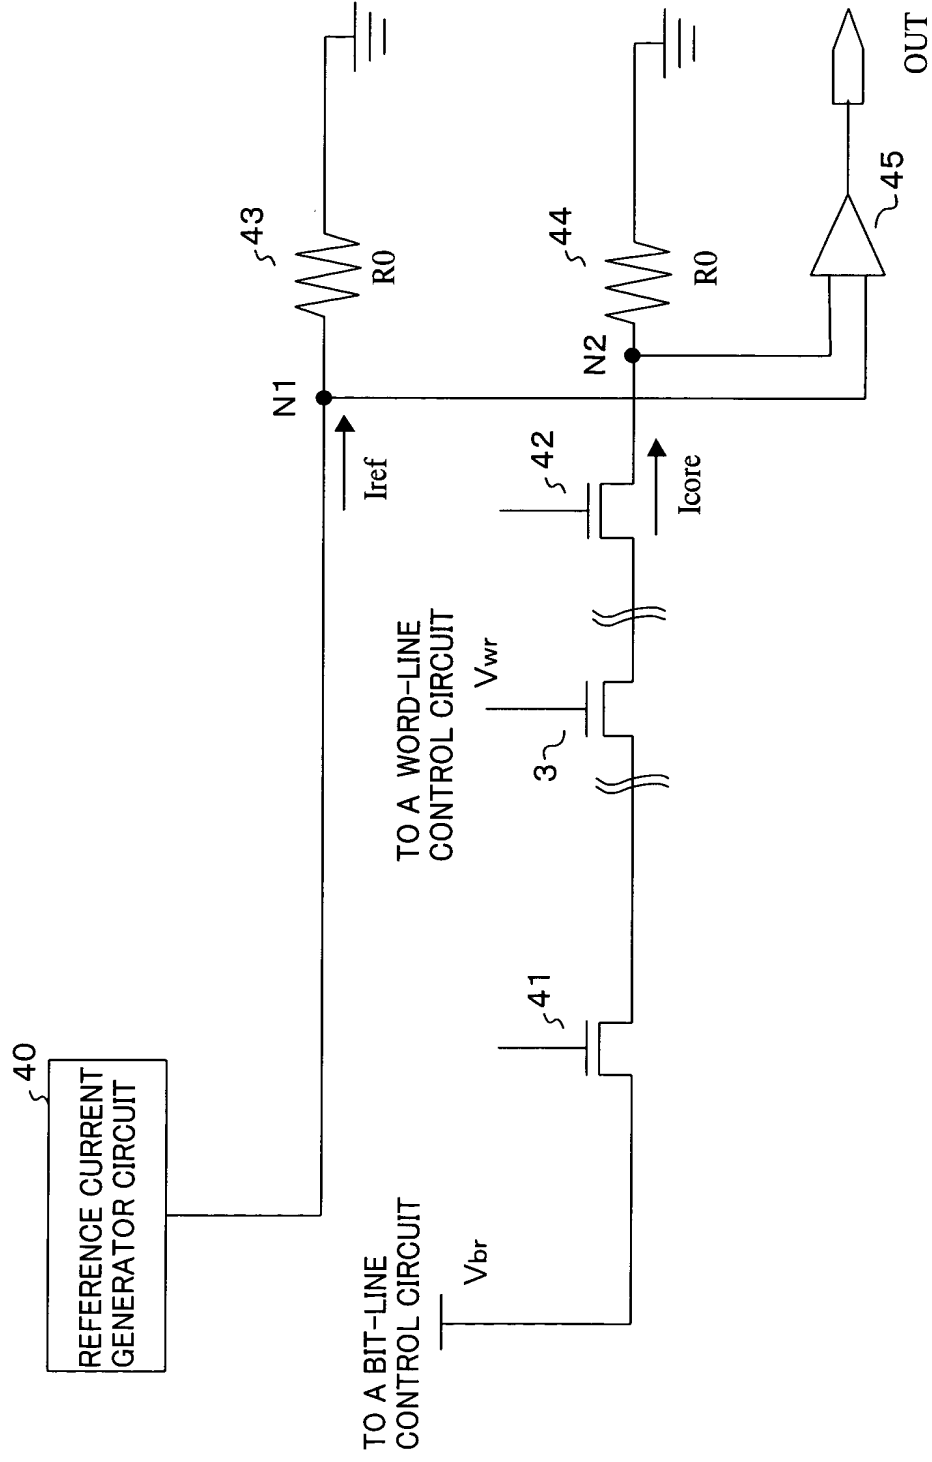 40
REFERENCE CURRENT
GENERATOR CIRCUIT
N1
Iref
43
R0
TO A BIT-LINE
CONTROL CIRCUIT
Vbr
41
TO A WORD-LINE
CONTROL CIRCUIT
Vwr
3
42
Icore
N2
44
R0
45
OUT